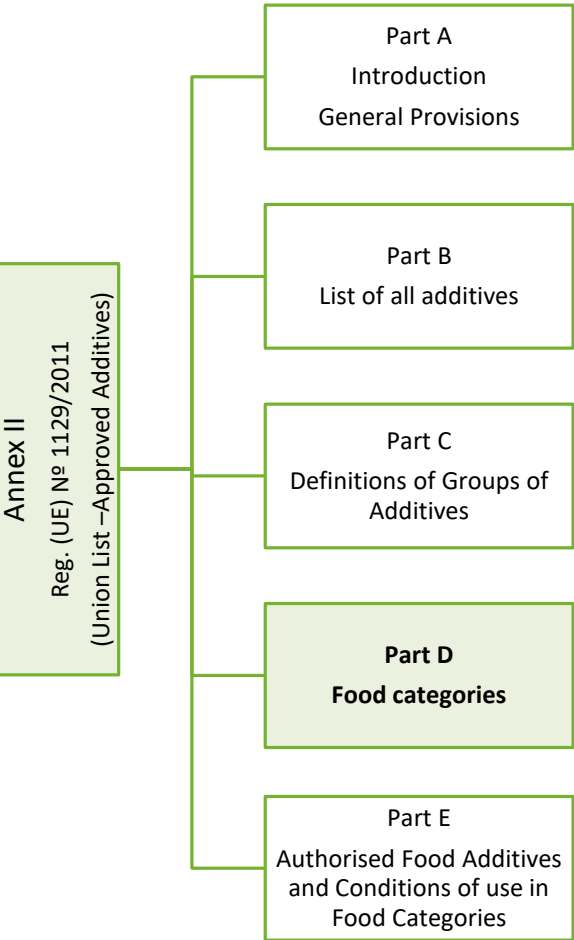 Annex II
Reg. (UE) Nº 1129/2011
(Union List –Approved Additives)
Part A
Introduction
General Provisions
Part B
List of all additives
Part C
Definitions of Groups of
Additives
Part D
Food categories
Part E
Authorised Food Additives
and Conditions of use in
Food Categories